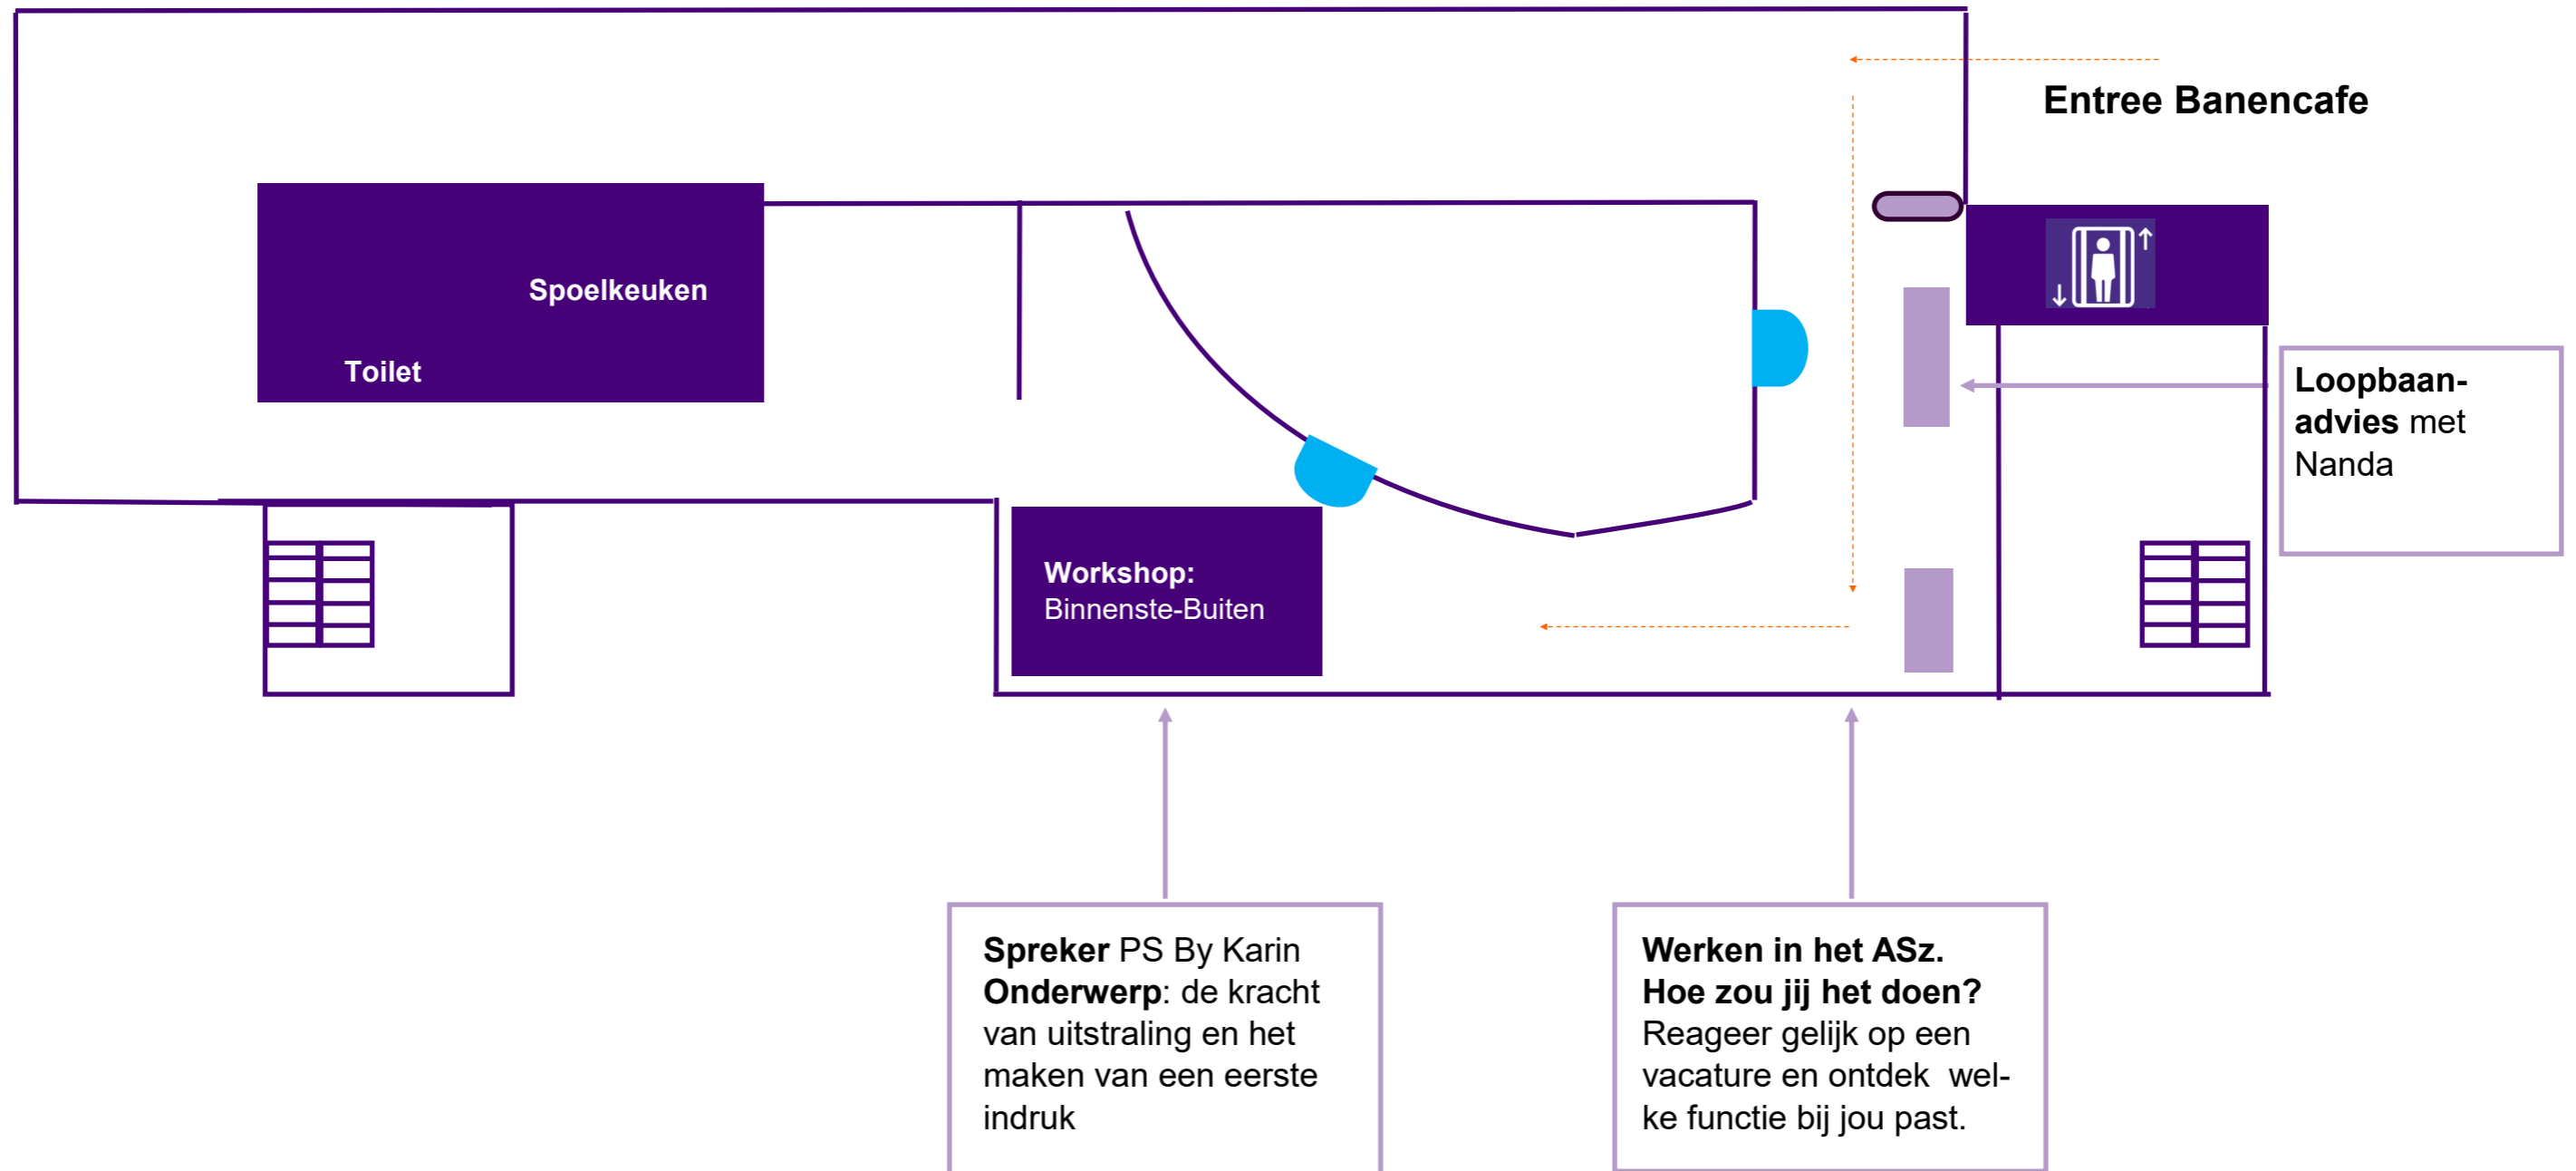 Entree Banencafe
Spoelkeuken
Toilet
Loopbaan-
advies met
Nanda
Workshop:
Binnenste-Buiten
Spreker PS By Karin
Onderwerp: de kracht
van uitstraling en het
maken van een eerste
indruk
Werken in het ASz.
Hoe zou jij het doen?
Reageer gelijk op een
vacature en ontdek  wel-
ke functie bij jou past.